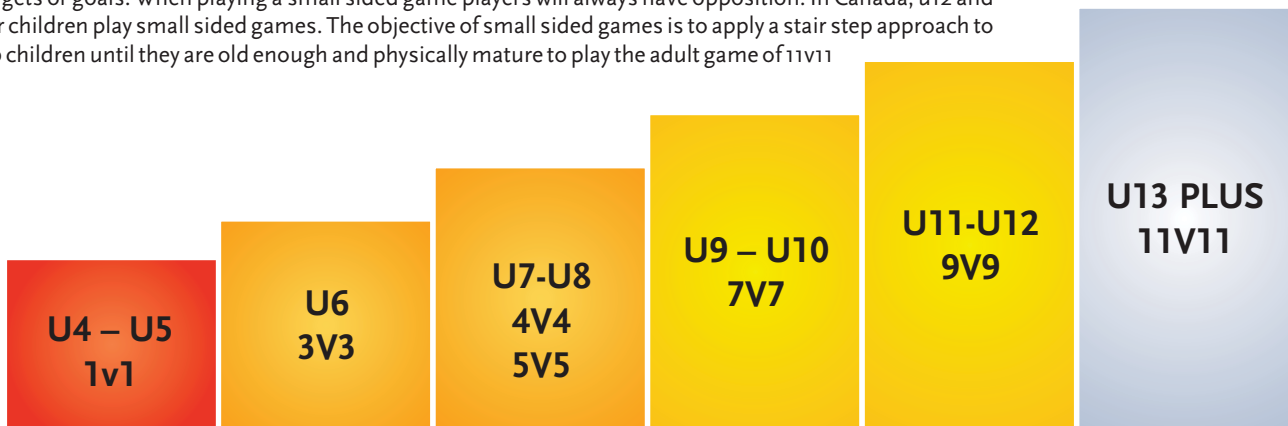 gets or goals. When playing a small sided game players will always have opposition. In Canada, u12 and
r children play small sided games. The objective of small sided games is to apply a stair step approach to
children until they are old enough and physically mature to play the adult game of 11v11
U4 – U5
1v1
U6
3V3
U7-U8
4V4
5V5
U9 – U10
7V7
U11-U12
9V9
U13 PLUS
11V11